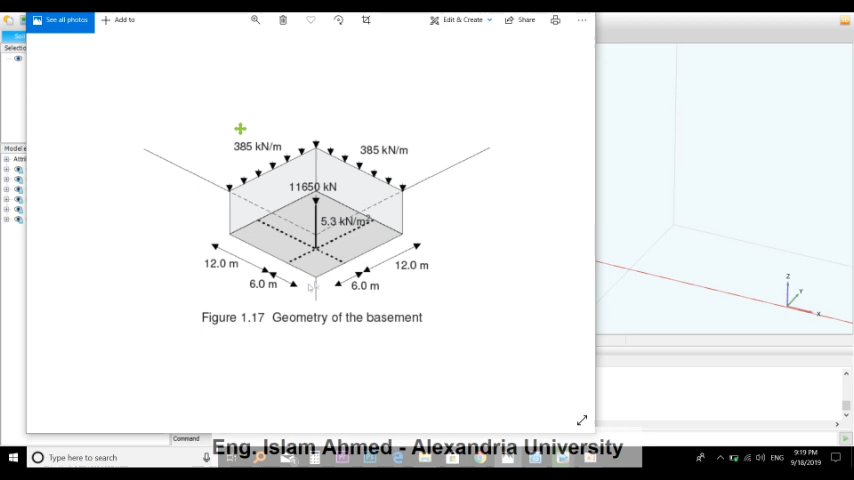 See all photos
Add to
Edit & Create
Share
385 kN/m
385 kN/m
11650 kN
5.3 kN/m²
12.0 m
12.0 m
6.0 m
6.0 m
Figure 1.17 Geometry of the basement
Z
Y
X
Command
Eng. Islam Ahmed - Alexandria University
Type here to search
ENG
9:19 PM
9/18/2019